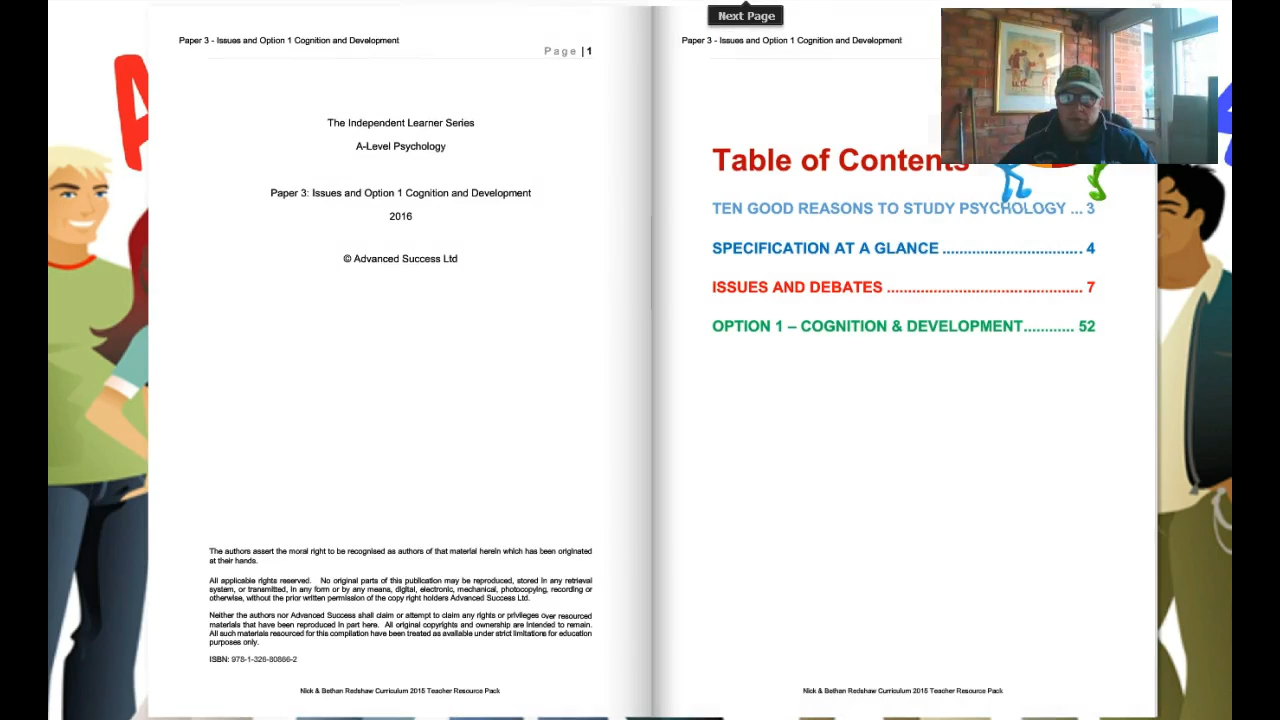 Next Page
Paper 3 - Issues and Option 1 Cognition and Development
Page | 1
The Independent Learner Series
A-Level Psychology
Paper 3: Issues and Option 1 Cognition and Development
2016
© Advanced Success Ltd
The authors assert the moral right to be recognised as authors of that material herein which has been originated
at their hands.
All applicable rights reserved. No original parts of this publication may be reproduced, stored in any retrieval
system, or transmitted, in any form or by any means, digital, electronic, mechanical, photocopying, recording or
otherwise, without the prior written permission of the copy right holders Advanced Success Ltd.
Neither the authors nor Advanced Success shall claim or attempt to claim any rights or privileges over resourced
materials that have been reproduced in part here. All original copyrights and ownership are intended to remain.
All such materials resourced for this compilation have been treated as available under strict limitations for education
purposes only.
ISBN: 978-1-326-80866-2
Nick & Bethan Redshaw Curriculum 2015 Teacher Resource Pack
Paper 3 - Issues and Option 1 Cognition and Development
Table of Contents
TEN GOOD REASONS TO STUDY PSYCHOLOGY ... 3
SPECIFICATION AT A GLANCE ................................ 4
ISSUES AND DEBATES ............................................ 7
OPTION 1 – COGNITION & DEVELOPMENT............ 52
Nick & Bethan Redshaw Curriculum 2015 Teacher Resource Pack